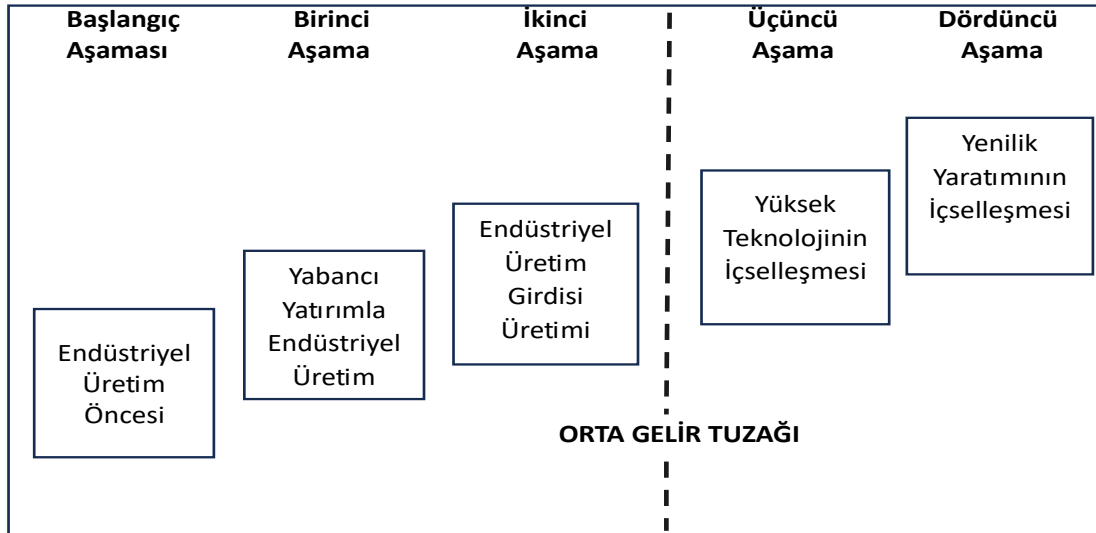 Başlangıç
Aşaması
Birinci
Aşama
İkinci
Aşama
Üçüncü
Aşama
Dördüncü
Aşama
Endüstriyel
Üretim
Öncesi
Yabancı
Yatırımla
Endüstriyel
Üretim
Endüstriyel
Üretim
Girdisi
Üretimi
Yüksek
Teknolojinin
İçselleşmesi
Yenilik
Yaratımının
İçselleşmesi
ORTA GELİR TUZAĞI